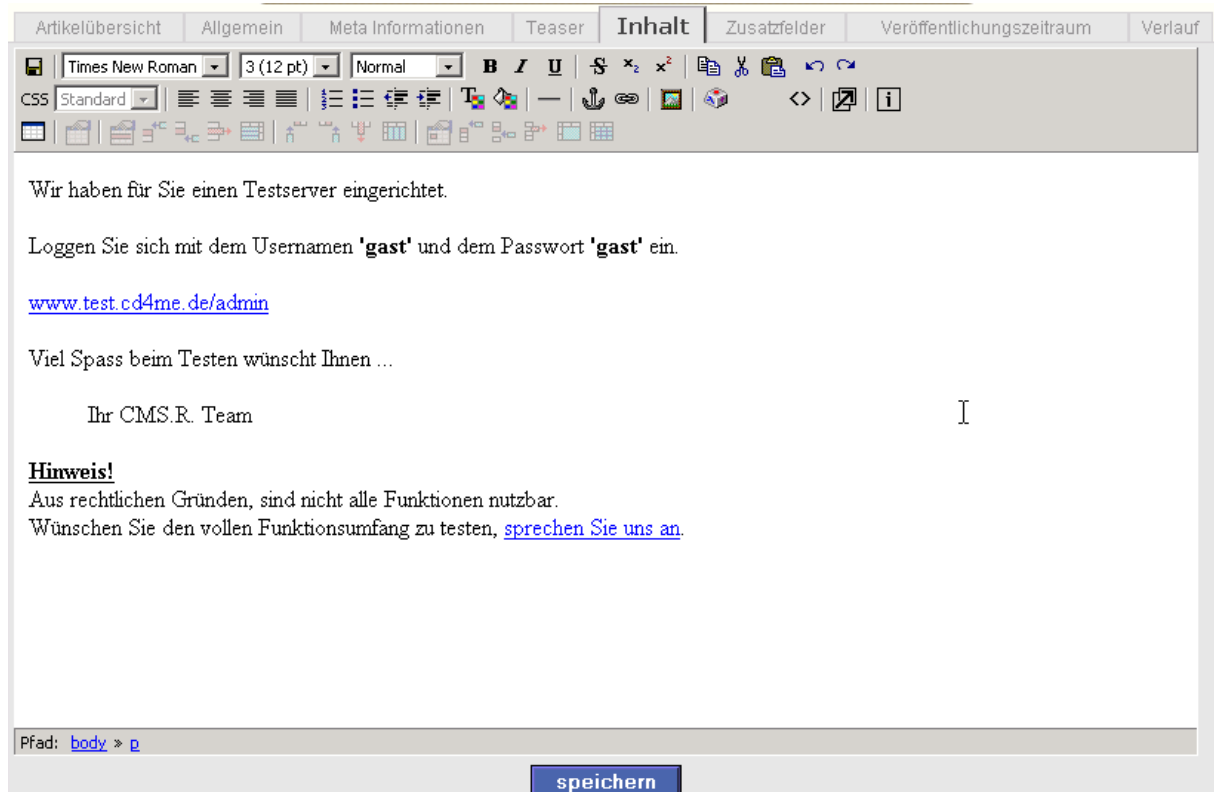 Artikelübersicht Allgemein Meta Informationen Teaser Inhalt Zusatzfelder Veröffentlichungszeitraum Verlauf
Times New Roman 3 (12 pt) Normal B I U S x₂ x²
CSS Standard
Wir haben für Sie einen Testserver eingerichtet.
Loggen Sie sich mit dem Usernamen 'gast' und dem Passwort 'gast' ein.
www.test.cd4me.de/admin
Viel Spass beim Testen wünscht Ihnen ...
Ihr CMS.R. Team
Hinweis!
Aus rechtlichen Gründen, sind nicht alle Funktionen nutzbar.
Wünschen Sie den vollen Funktionsumfang zu testen, sprechen Sie uns an.
Pfad: body » p
speichern